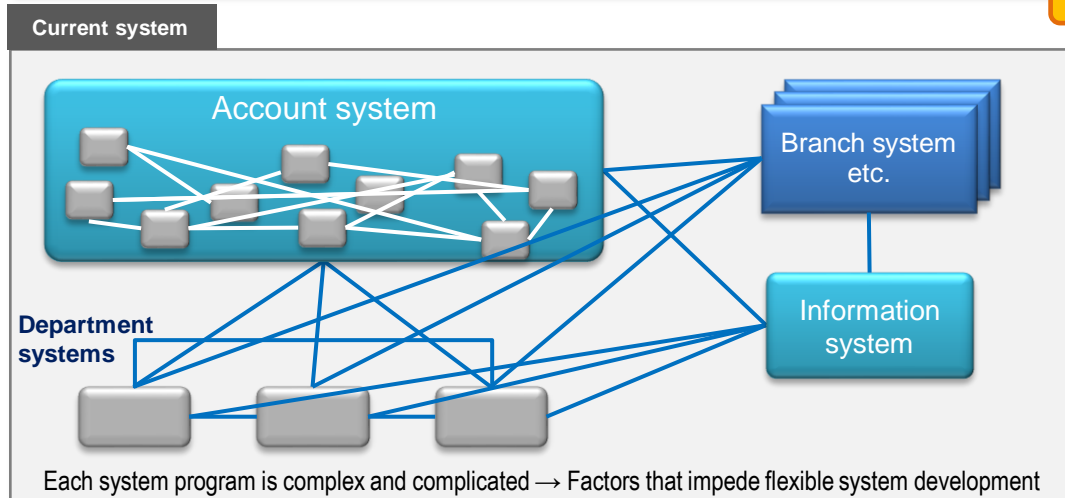 Current system
Account system
Branch system
etc.
Department
systems
Information
system
Each system program is complex and complicated → Factors that impede flexible system development